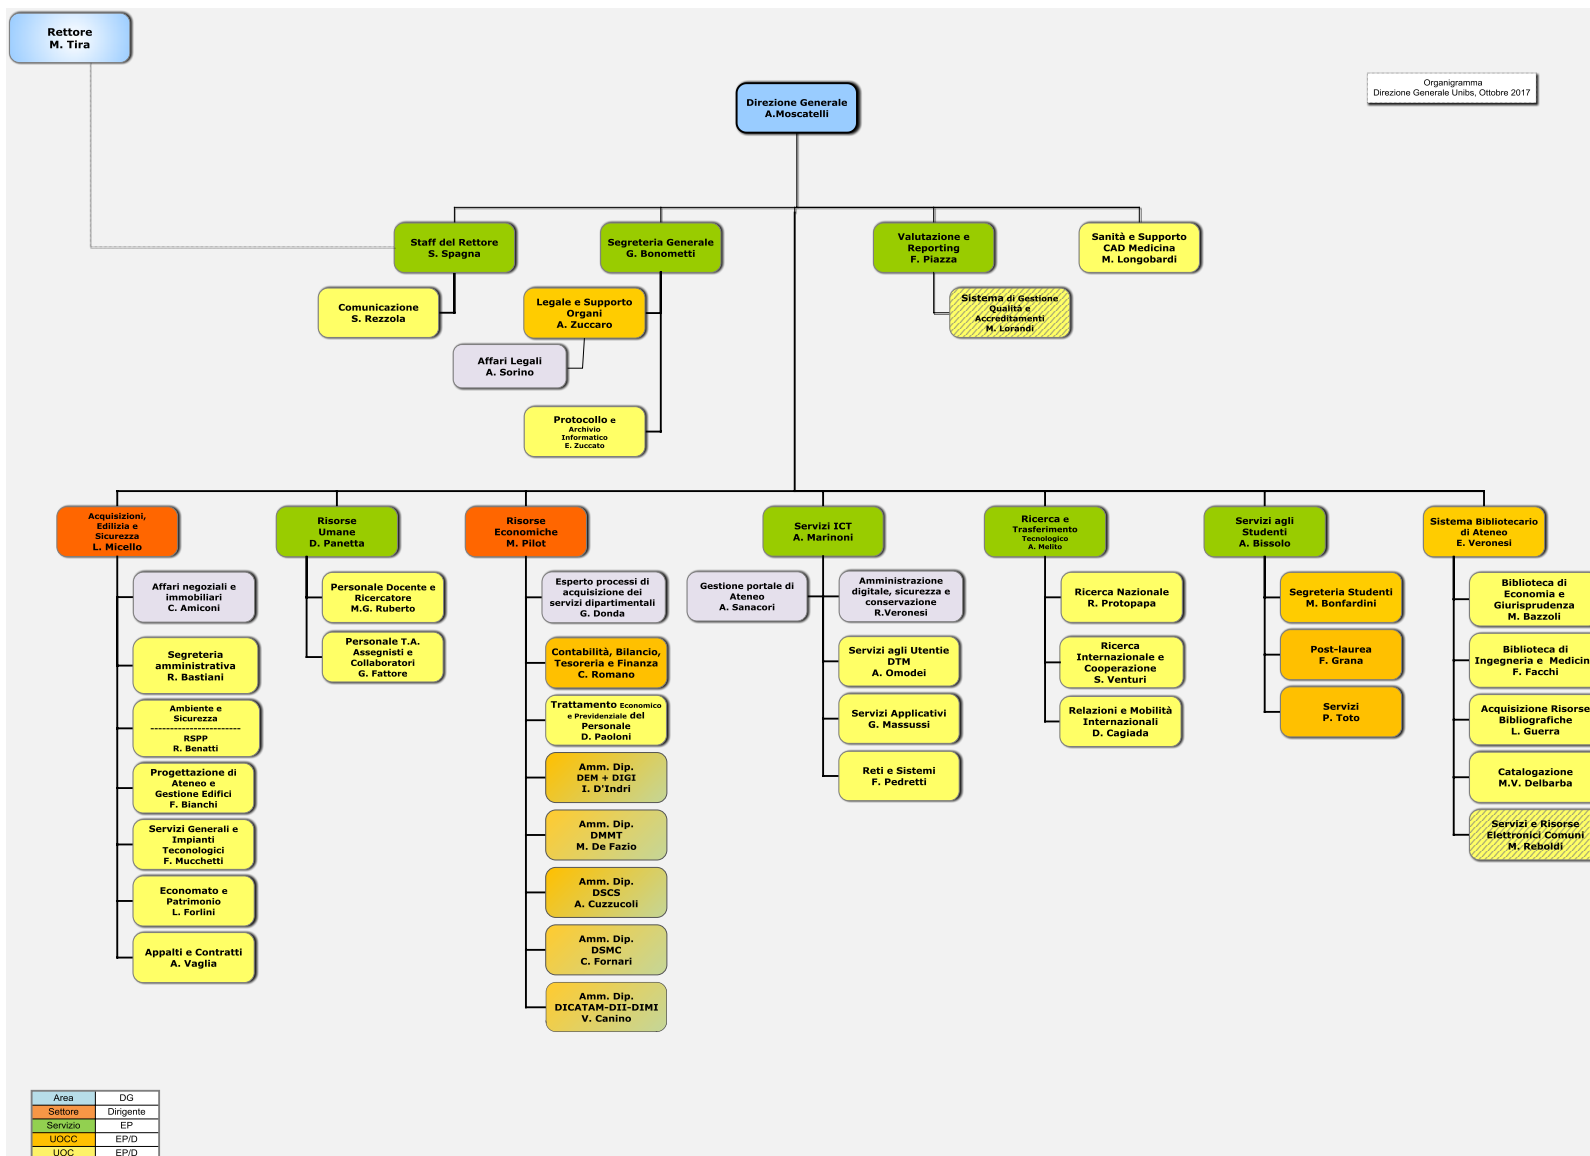 Rettore
M. Tira
Organigramma
Direzione Generale Unibs, Ottobre 2017
Direzione Generale
A.Moscatelli
Staff del Rettore
S. Spagna
Segreteria Generale
G. Bonometti
Valutazione e
Reporting
F. Piazza
Sanità e Supporto
CAD Medicina
M. Longobardi
Comunicazione
S. Rezzola
Legale e Supporto
Organi
A. Zuccaro
Sistema di Gestione
Qualità e
Accreditamenti
M. Lorandi
Affari Legali
A. Sorino
Protocollo e
Archivio
Informatico
E. Zuccato
Acquisizioni,
Edilizia e
Sicurezza
L. Micello
Risorse
Umane
D. Panetta
Risorse
Economiche
M. Pilot
Servizi ICT
A. Marinoni
Ricerca e
Trasferimento
Tecnologico
A. Melito
Servizi agli
Studenti
A. Bissolo
Sistema Bibliotecario
di Ateneo
E. Veronesi
Affari negoziali e
immobiliari
C. Amiconi
Segreteria
amministrativa
R. Bastiani
Ambiente e
Sicurezza
------------------------
RSPP
R. Benatti
Progettazione di
Ateneo e
Gestione Edifici
F. Bianchi
Servizi Generali e
Impianti
Teconologici
F. Mucchetti
Economato e
Patrimonio
L. Forlini
Appalti e Contratti
A. Vaglia
Personale Docente e
Ricercatore
M.G. Ruberto
Personale T.A.
Assegnisti e
Collaboratori
G. Fattore
Esperto processi di
acquisizione dei
servizi dipartimentali
G. Donda
Contabilità, Bilancio,
Tesoreria e Finanza
C. Romano
Trattamento Economico
e Previdenziale del
Personale
D. Paoloni
Amm. Dip.
DEM + DIGI
I. D'Indri
Amm. Dip.
DMMT
M. De Fazio
Amm. Dip.
DSCS
A. Cuzzucoli
Amm. Dip.
DSMC
C. Fornari
Amm. Dip.
DICATAM-DII-DIMI
V. Canino
Gestione portale di
Ateneo
A. Sanacori
Amministrazione
digitale, sicurezza e
conservazione
R.Veronesi
Servizi agli Utentie
DTM
A. Omodei
Servizi Applicativi
G. Massussi
Reti e Sistemi
F. Pedretti
Ricerca Nazionale
R. Protopapa
Ricerca
Internazionale e
Cooperazione
S. Venturi
Relazioni e Mobilità
Internazionali
D. Cagiada
Segreteria Studenti
M. Bonfardini
Post-laurea
F. Grana
Servizi
P. Toto
Biblioteca di
Economia e
Giurisprudenza
M. Bazzoli
Biblioteca di
Ingegneria e Medicin
F. Facchi
Acquisizione Risorse
Bibliografiche
L. Guerra
Catalogazione
M.V. Delbarba
Servizi e Risorse
Elettronici Comuni
M. Reboldi
Area DG
Settore Dirigente
Servizio EP
UOCC EP/D
UOC EP/D